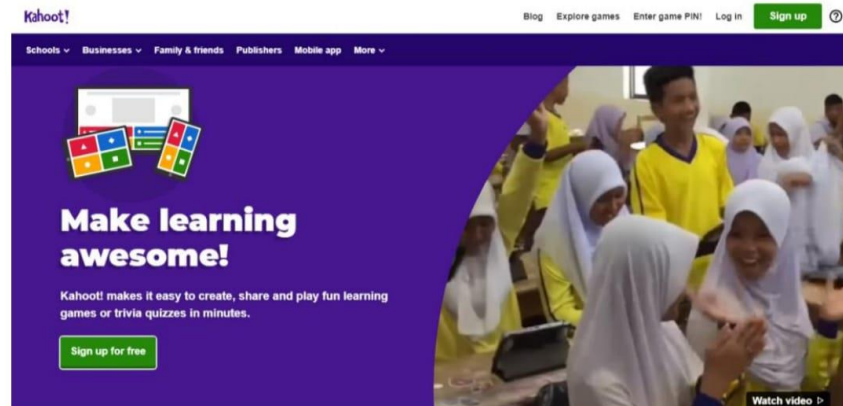 Kahoot!
Blog Explore games Enter game PIN! Log in Sign up
Schools Businesses Family & friends Publishers Mobile app More
Make learning
awesome!
Kahoot! makes it easy to create, share and play fun learning
games or trivia quizzes in minutes.
Sign up for free
Watch video